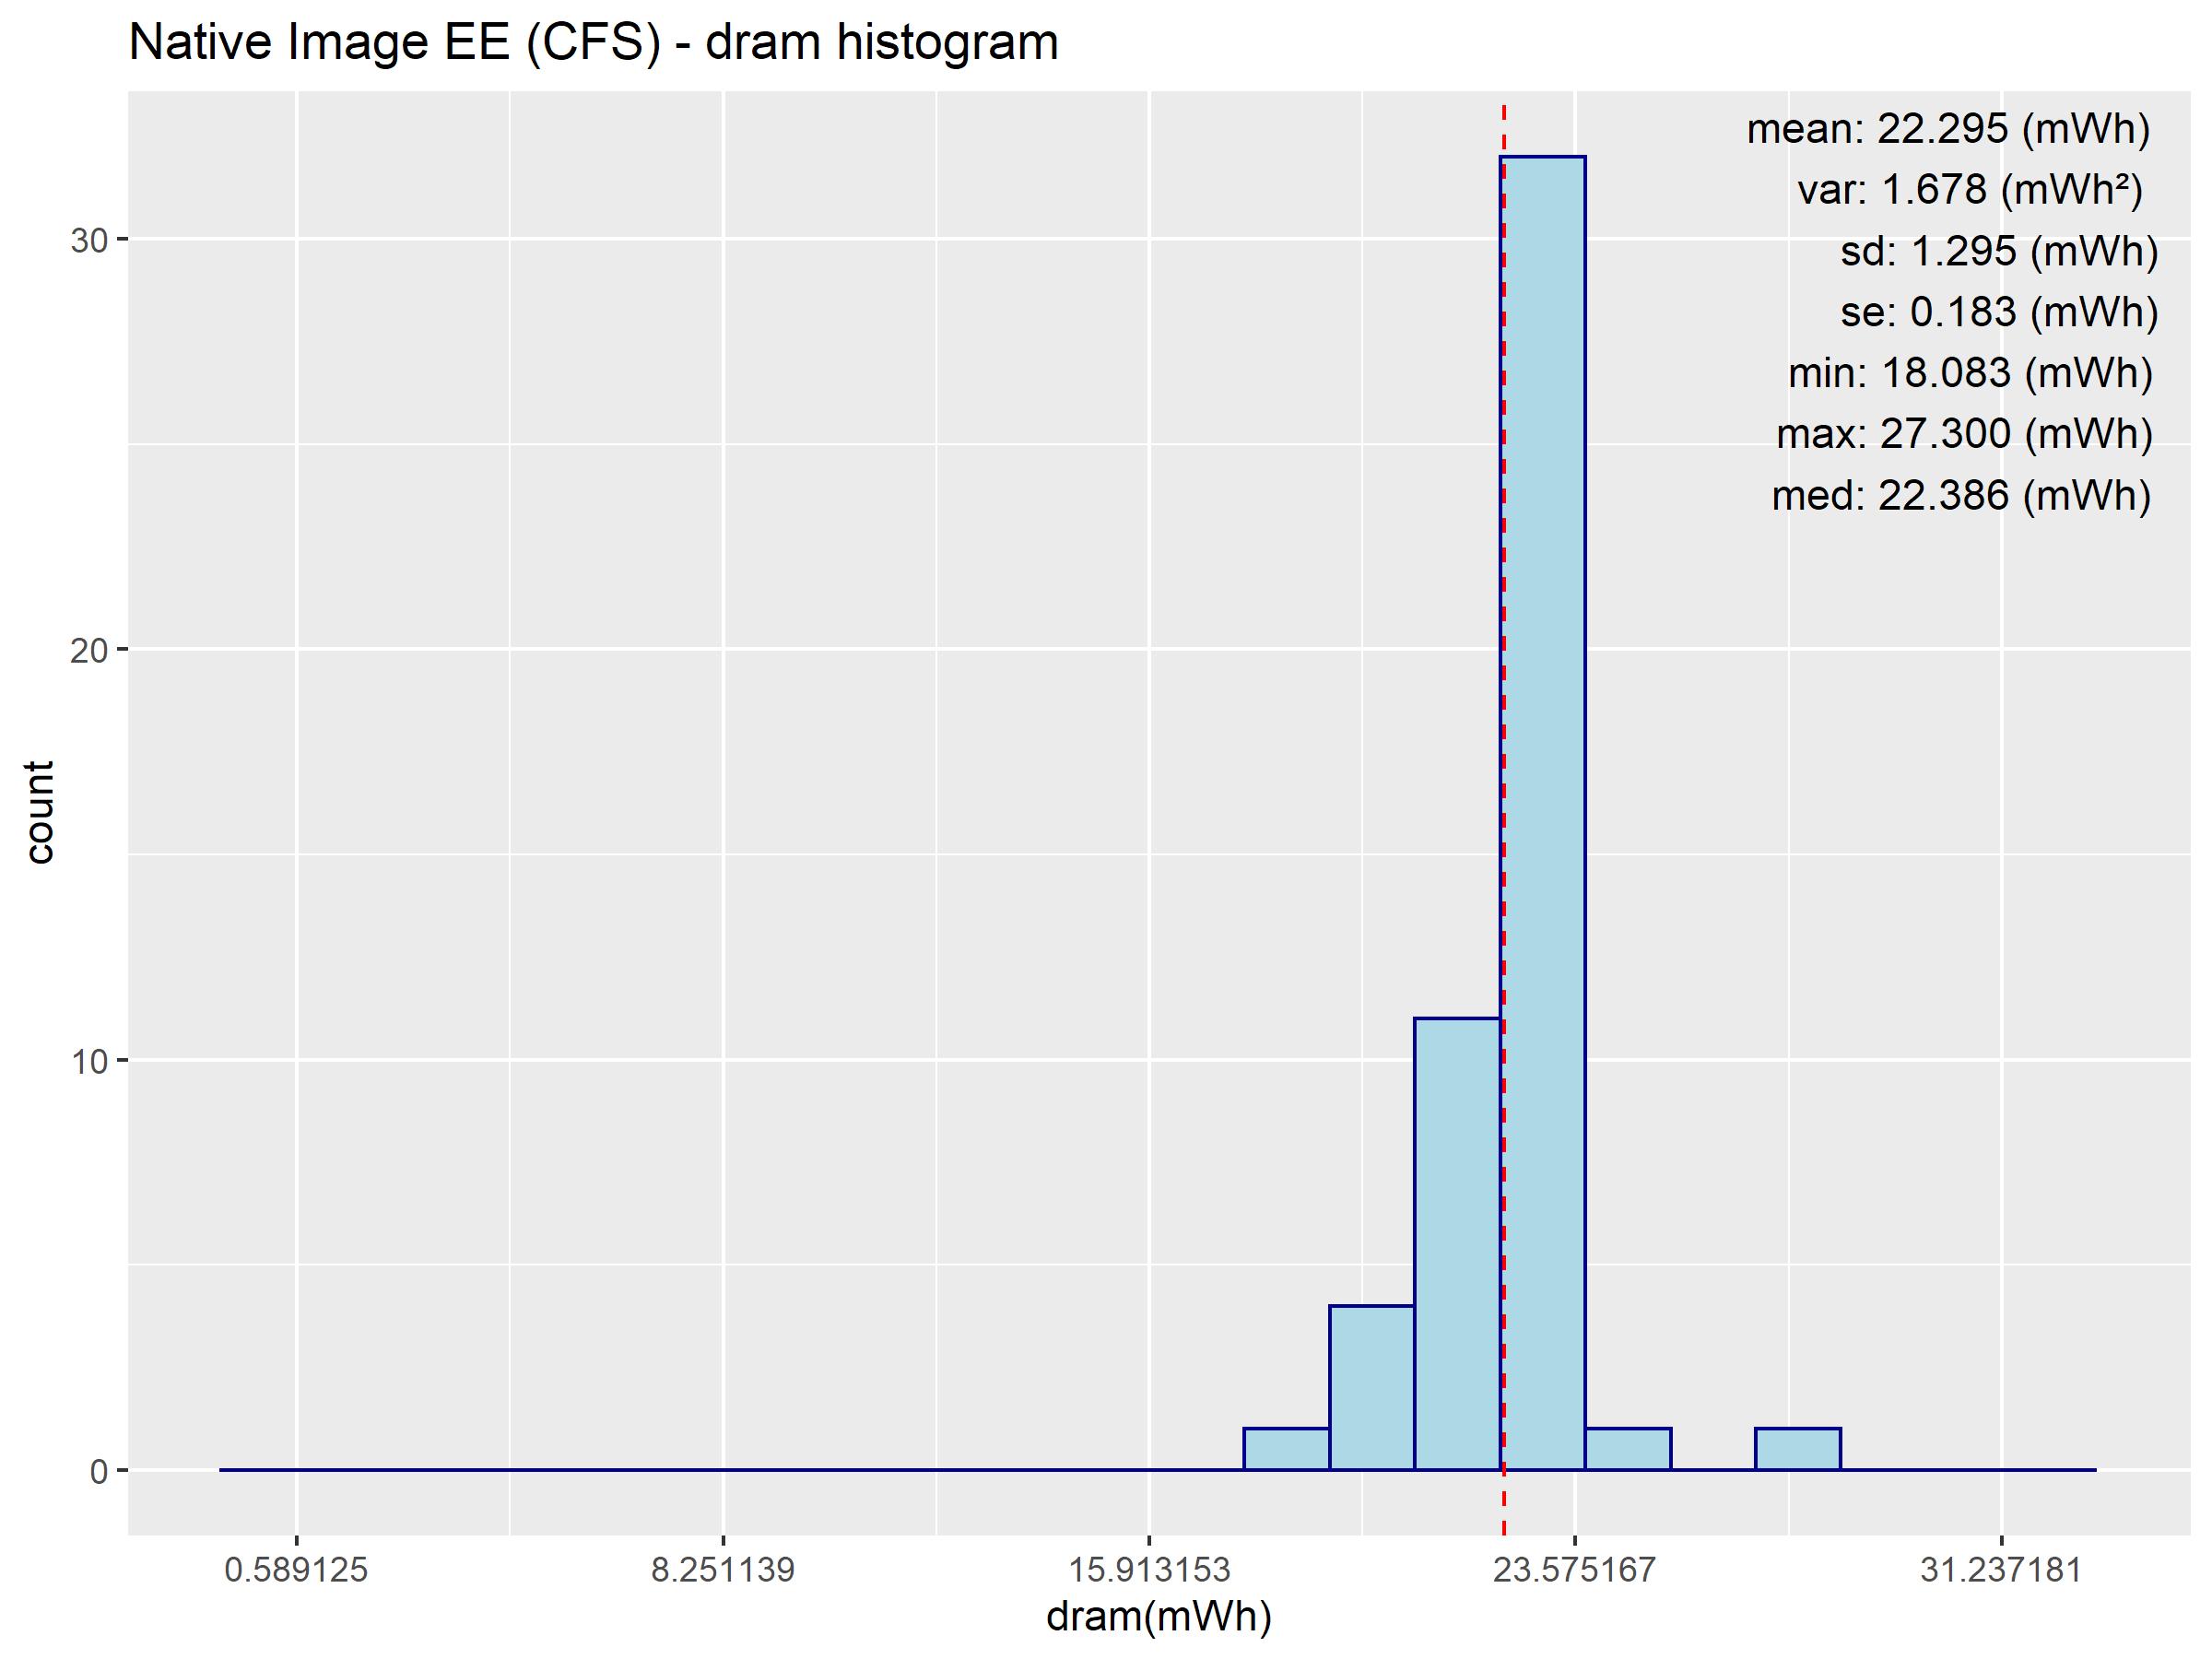 Native Image EE (CFS) - dram histogram
mean: 22.295 (mWh)
var: 1.678 (mWh²)
sd: 1.295 (mWh)
se: 0.183 (mWh)
min: 18.083 (mWh)
max: 27.300 (mWh)
med: 22.386 (mWh)
30
20
10
0
count
0.589125 8.251139 15.913153 23.575167 31.237181
dram(mWh)